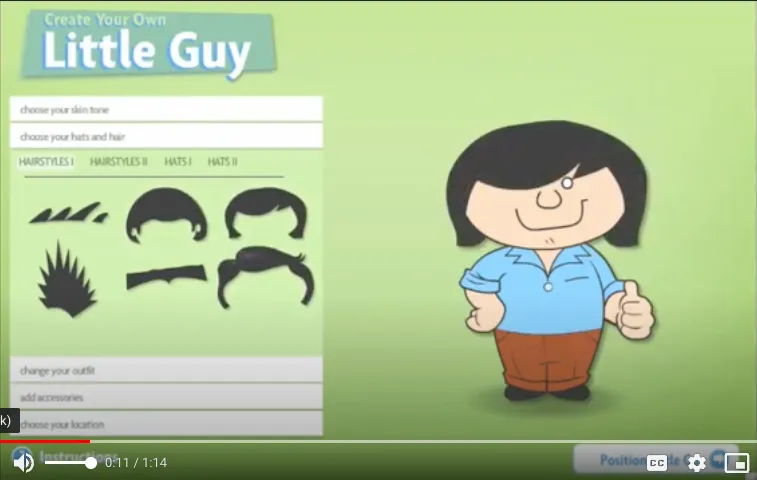 Create Your Own
Little Guy
choose your skin tone
choose your hats and hair
HAIRSTYLES I HAIRSTYLES II HATS I HATS II
change your outfit
add accessories
k)
choose your location
Instructions
0:11 / 1:14
Position
CC